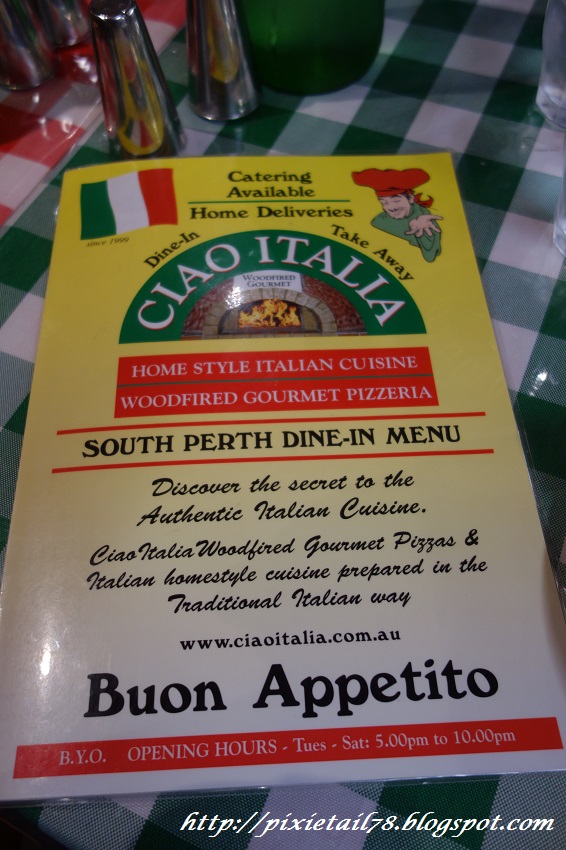 Catering
Available
Home Deliveries
since 1999
Dine-In
Take Away
CIAO ITALIA
WOODFIRED
GOURMET
HOME STYLE ITALIAN CUISINE
WOODFIRED GOURMET PIZZERIA
SOUTH PERTH DINE-IN MENU
Discover the secret to the
Authentic Italian Cuisine.
CiaoItaliaWoodfired Gourmet Pizzas &
Italian homestyle cuisine prepared in the
Traditional Italian way
www.ciaoitalia.com.au
Buon Appetito
B.Y.O. OPENING HOURS - Tues - Sat: 5.00pm to 10.00pm
http://pixietail78.blogspot.com